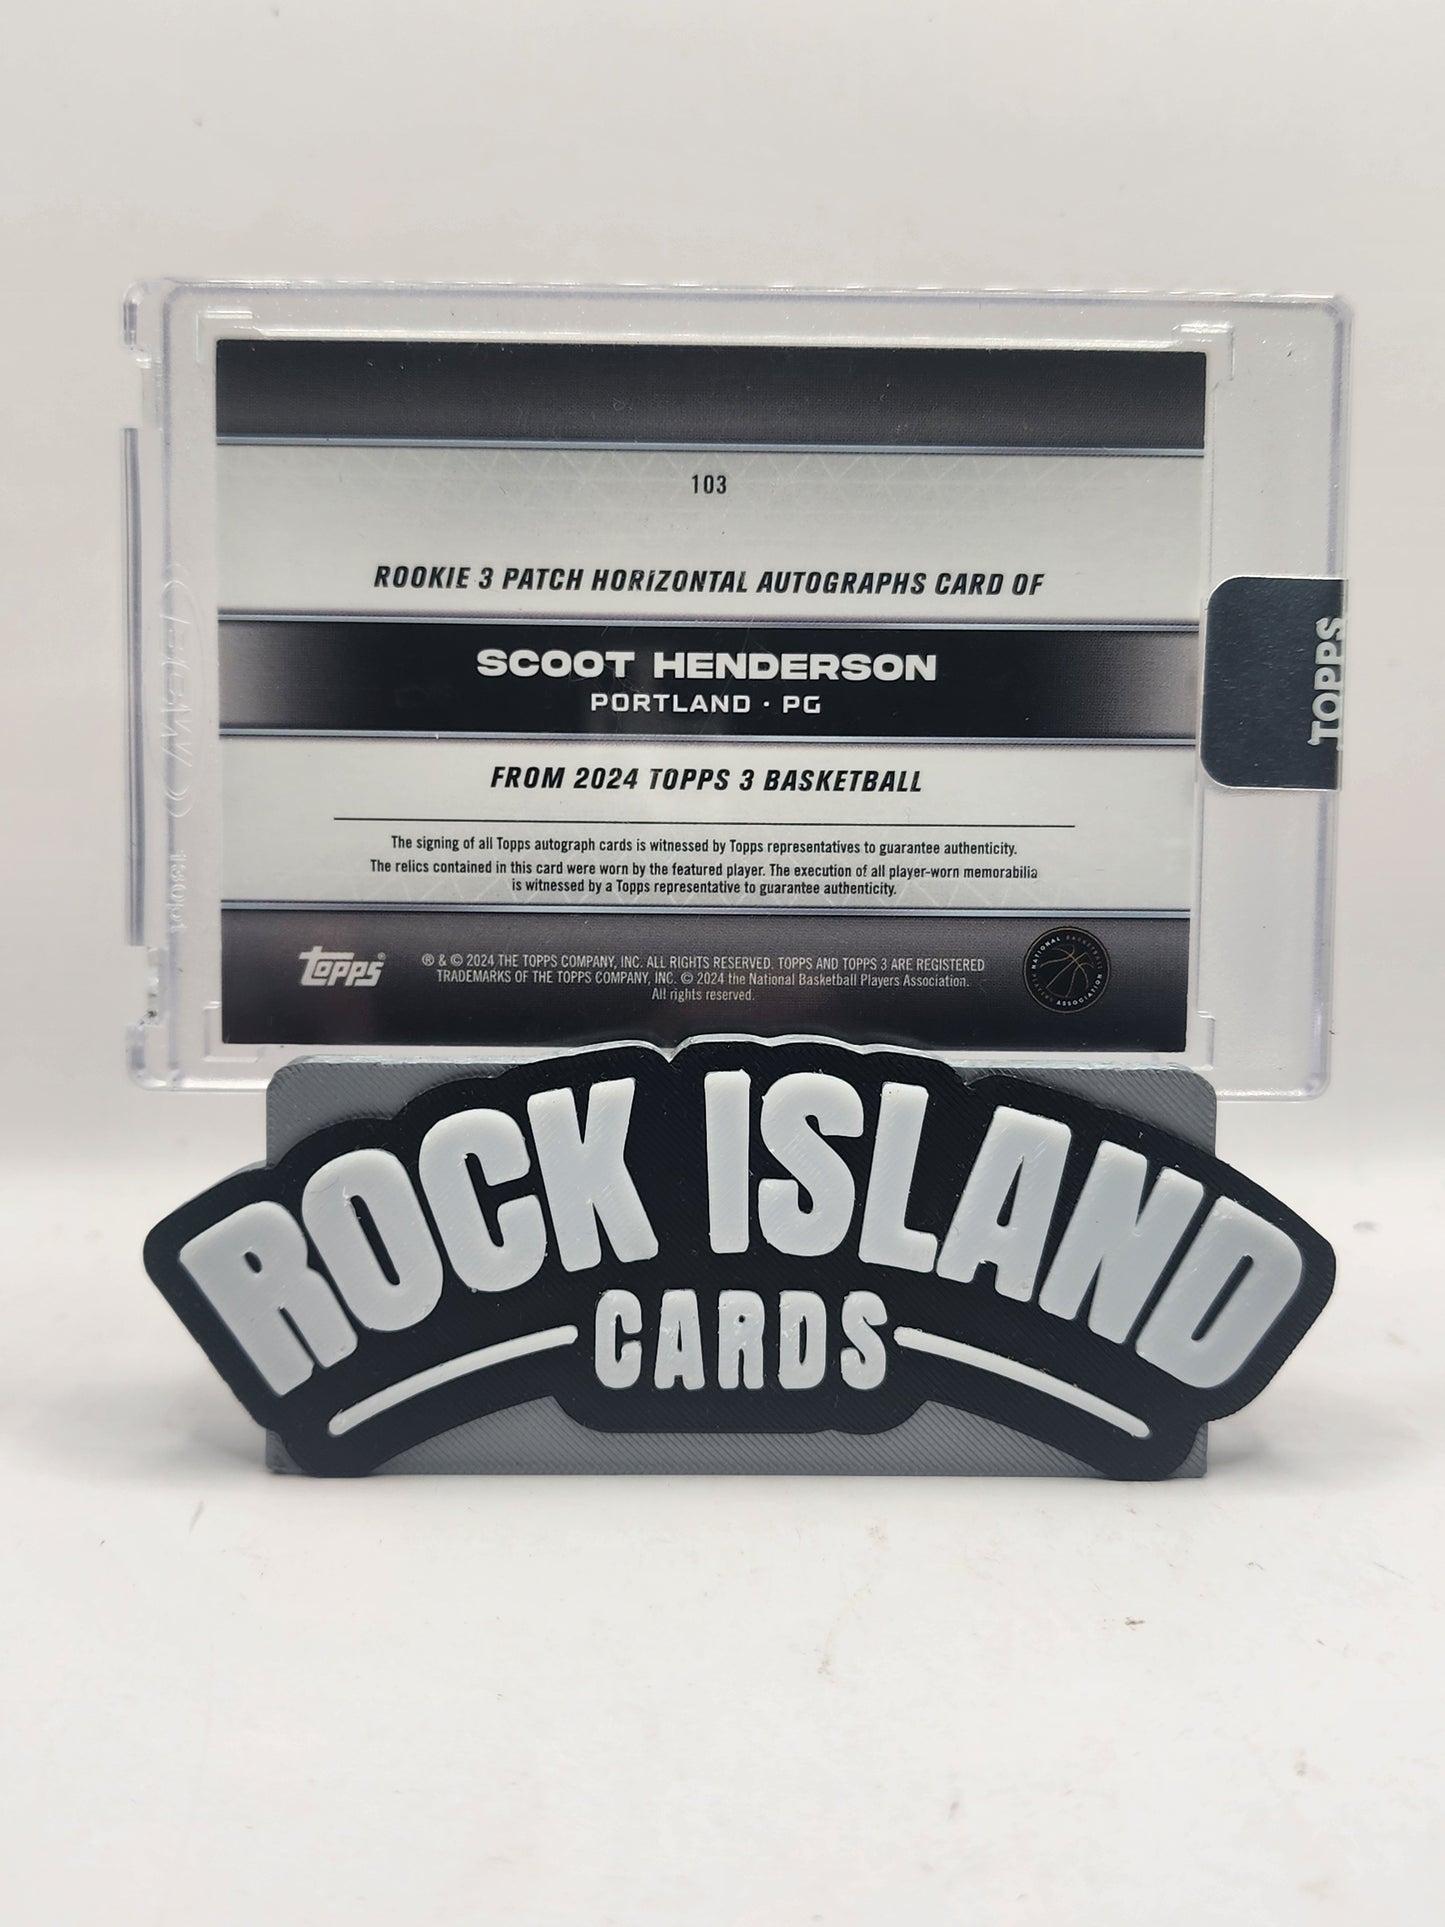 103
ROOKIE 3 PATCH HORIZONTAL AUTOGRAPHS CARD OF
SCOOT HENDERSON
PORTLAND · PG
FROM 2024 TOPPS 3 BASKETBALL
The signing of all Topps autograph cards is witnessed by Topps representatives to guarantee authenticity.
The relics contained in this card were worn by the featured player. The execution of all player-worn memorabilia
is witnessed by a Topps representative to guarantee authenticity.
topps®
® & © 2024 THE TOPPS COMPANY, INC. ALL RIGHTS RESERVED. TOPPS AND TOPPS 3 ARE REGISTERED
TRADEMARKS OF THE TOPPS COMPANY, INC. © 2024 the National Basketball Players Association.
All rights reserved.
NATIONAL BASKETBALL PLAYERS ASSOCIATION
TOPPS
ROCK ISLAND
CARDS